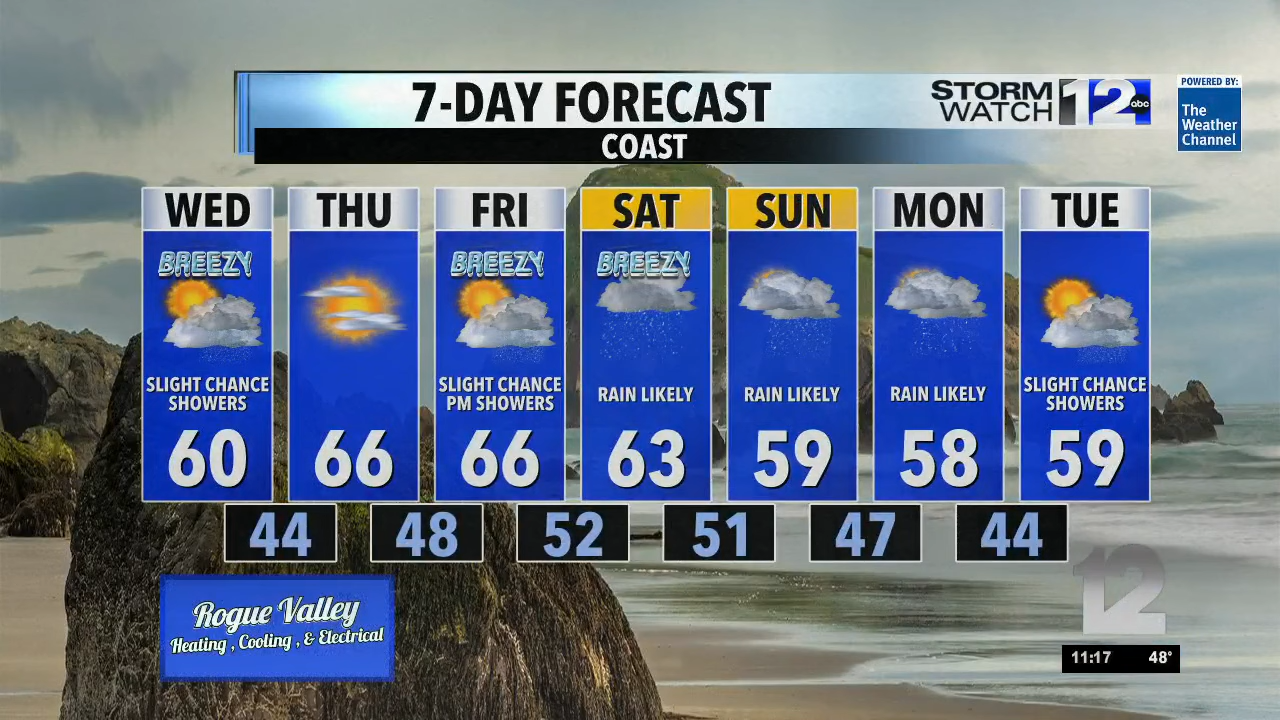 7-DAY FORECAST
STORM
WATCH
12
abc
COAST
POWERED BY:
The
Weather
Channel
WED
THU
FRI
SAT
SUN
MON
TUE
BREEZY
BREEZY
BREEZY
SLIGHT CHANCE
SHOWERS
SLIGHT CHANCE
PM SHOWERS
RAIN LIKELY
RAIN LIKELY
RAIN LIKELY
SLIGHT CHANCE
SHOWERS
60
66
66
63
59
58
59
44
48
52
51
47
44
Rogue Valley
Heating , Cooling , & Electrical
12
11:17 48°